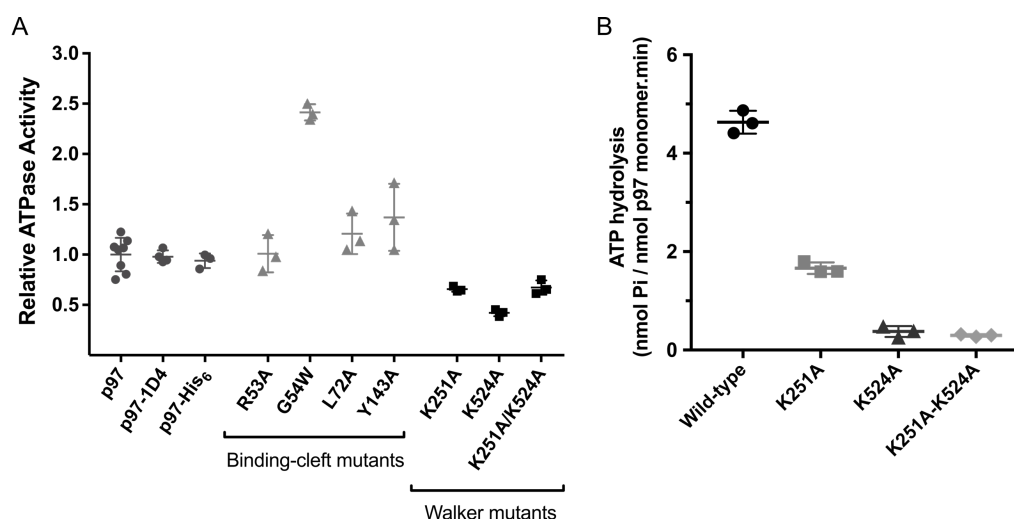 A
Relative ATPase Activity
3.0
2.5
2.0
1.5
1.0
0.5
p97
p97-1D4
p97-His6
R53A
G54W
L72A
Y143A
K251A
K524A
K251A/K524A
Binding-cleft mutants
Walker mutants
B
ATP hydrolysis
(nmol Pi / nmol p97 monomer.min)
6
4
2
0
Wild-type
K251A
K524A
K251A-K524A